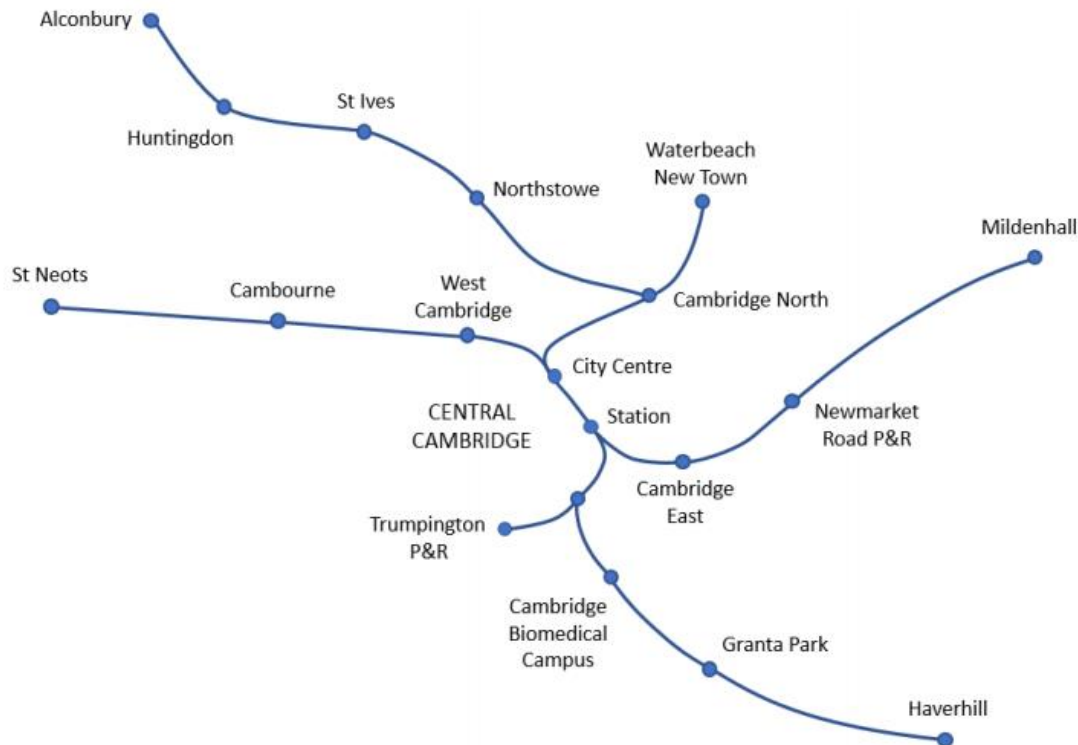 Alconbury
Huntingdon
St Ives
Northstowe
Waterbeach
New Town
Mildenhall
St Neots
Cambourne
West
Cambridge
Cambridge North
City Centre
CENTRAL
CAMBRIDGE
Station
Newmarket
Road P&R
Cambridge
East
Trumpington
P&R
Cambridge
Biomedical
Campus
Granta Park
Haverhill